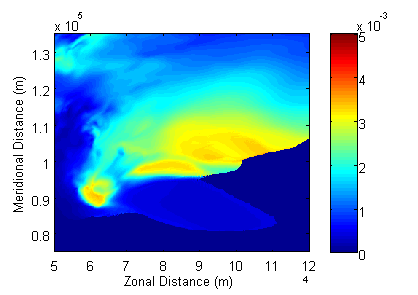 x 10^5
x 10^-3
1.3
1.2
1.1
1
0.9
0.8
Meridional Distance (m)
5 6 7 8 9 10 11 12
Zonal Distance (m)
4
5
4
3
2
1
0